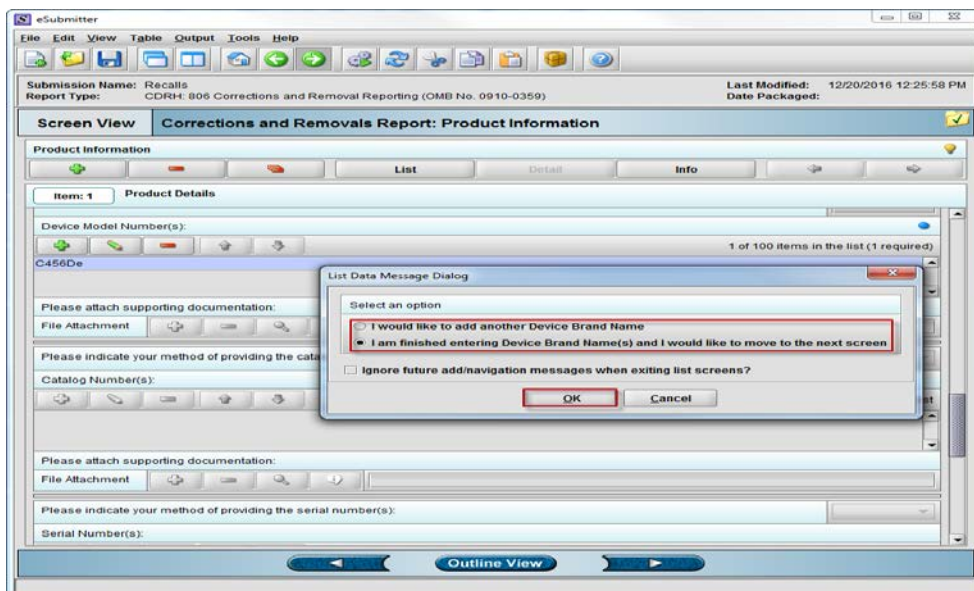 eSubmitter
File Edit View Table Output Tools Help
Submission Name: Recalls
Last Modified: 12/20/2016 12:25:58 PM
Report Type: CDRH: 806 Corrections and Removal Reporting (OMB No. 0910-0359)
Date Packaged:
Screen View Corrections and Removals Report: Product Information
Product Information
List Detail Info
Item: 1 Product Details
Device Model Number(s):
1 of 100 items in the list (1 required)
C456De
List Data Message Dialog
Select an option
I would like to add another Device Brand Name
I am finished entering Device Brand Name(s) and I would like to move to the next screen
Ignore future add/navigation messages when exiting list screens?
OK Cancel
Please attach supporting documentation:
File Attachment
Please indicate your method of providing the cata
Catalog Number(s):
st
Please attach supporting documentation:
File Attachment
Please indicate your method of providing the serial number(s):
Serial Number(s):
Outline View